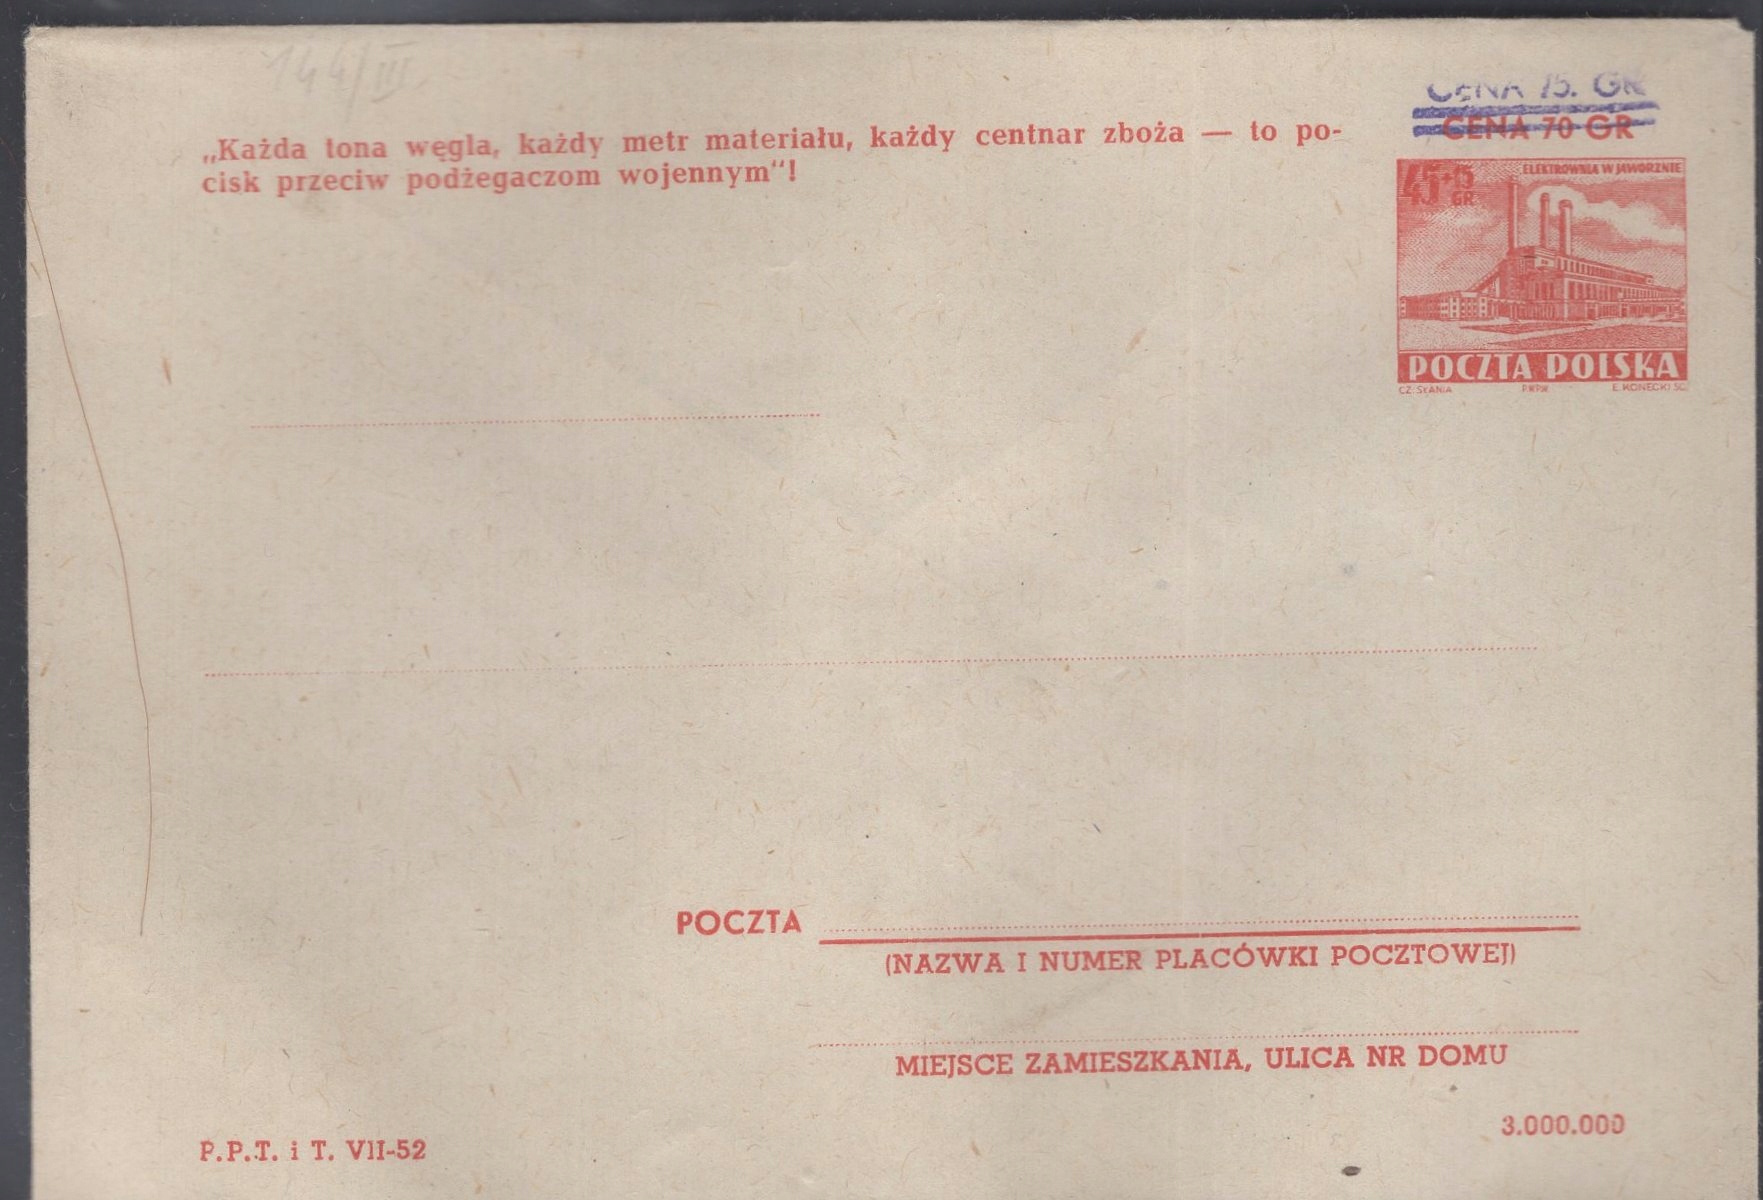 144/III
CENA 75. GR
CENA 70 GR
„Każda tona węgla, każdy metr materiału, każdy centnar zboża — to po-
cisk przeciw podżegaczom wojennym“!
45+15 GR
ELEKTROWNIA W JAWORZNIE
POCZTA POLSKA
CZ. SŁANIA P.W.P.W. E. KONECKI SC.
POCZTA
(NAZWA I NUMER PLACÓWKI POCZTOWEJ)
MIEJSCE ZAMIESZKANIA, ULICA NR DOMU
3.000.000
P.P.T. i T. VII-52